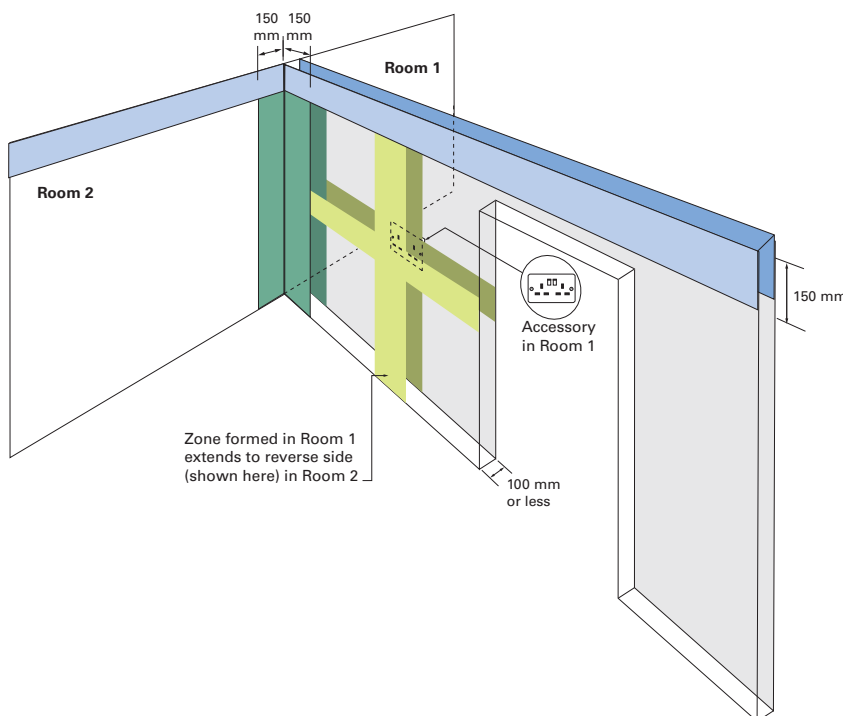 150 150
mm mm
Room 1
Room 2
150 mm
Accessory
in Room 1
Zone formed in Room 1
extends to reverse side
(shown here) in Room 2
100 mm
or less